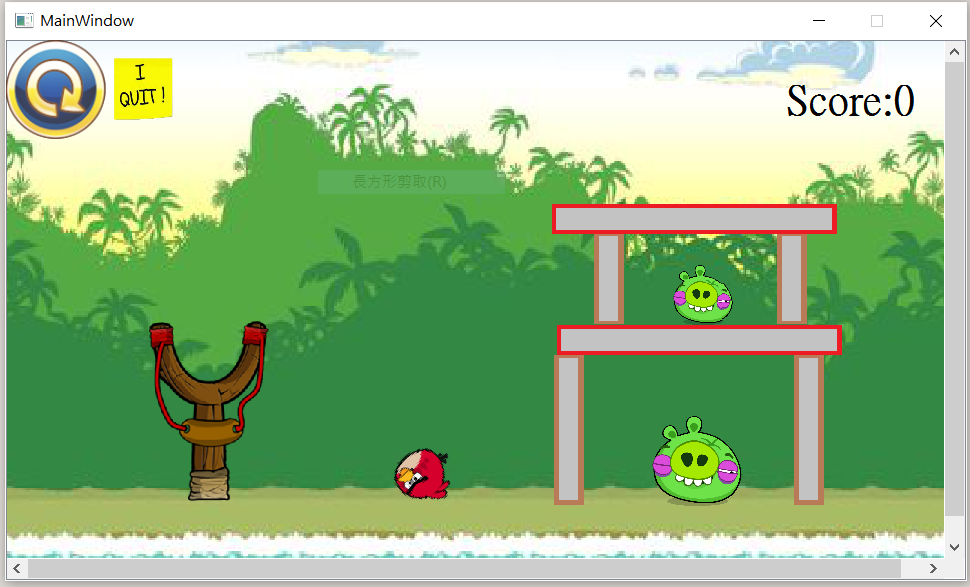 MainWindow
I
QUIT!
Score:0
長方形剪取(R)